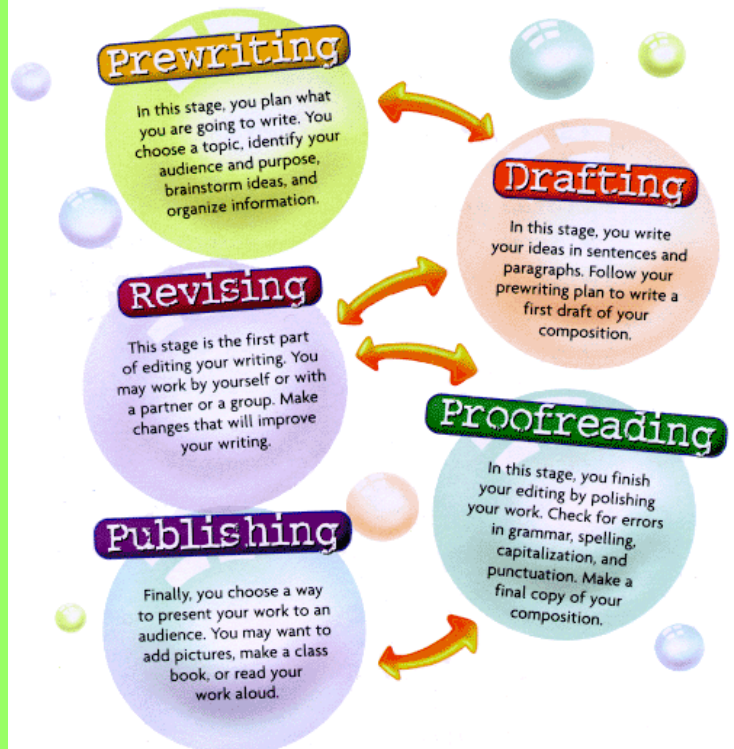 Prewriting
In this stage, you plan what
you are going to write. You
choose a topic, identify your
audience and purpose,
brainstorm ideas, and
organize information.
Drafting
In this stage, you write
your ideas in sentences and
paragraphs. Follow your
prewriting plan to write a
first draft of your
composition.
Revising
This stage is the first part
of editing your writing. You
may work by yourself or with
a partner or a group. Make
changes that will improve
your writing.
Proofreading
In this stage, you finish
your editing by polishing
your work. Check for errors
in grammar, spelling,
capitalization, and
punctuation. Make a
final copy of your
composition.
Publishing
Finally, you choose a way
to present your work to an
audience. You may want to
add pictures, make a class
book, or read your
work aloud.